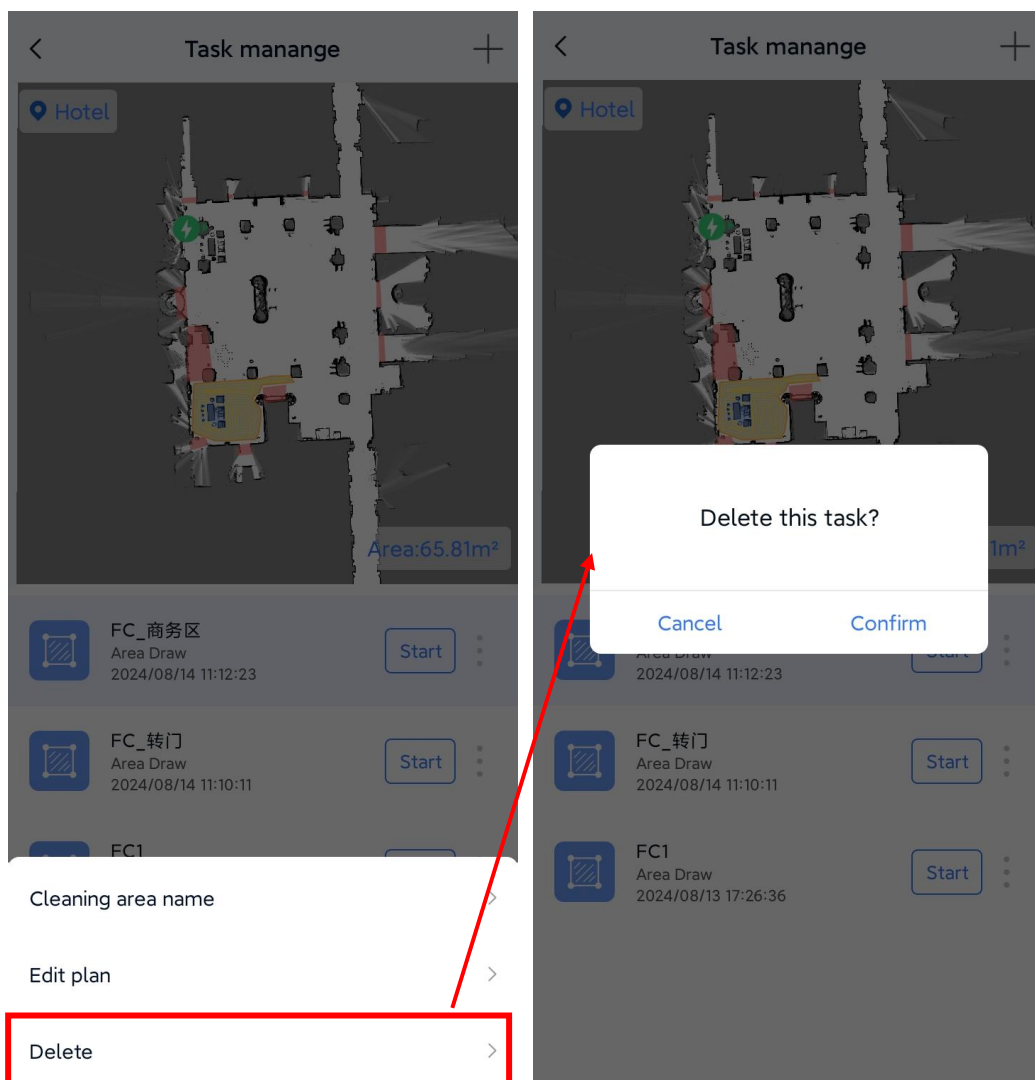 Task manange
Hotel
Area:65.81m²
FC_商务区
Area Draw
2024/08/14 11:12:23
Start
FC_转门
Area Draw
2024/08/14 11:10:11
Start
FC1
Cleaning area name
Edit plan
Delete
Task manange
Hotel
1m²
Delete this task?
Cancel
Confirm
Area Draw
2024/08/14 11:12:23
Start
FC_转门
Area Draw
2024/08/14 11:10:11
Start
FC1
Area Draw
2024/08/13 17:26:36
Start